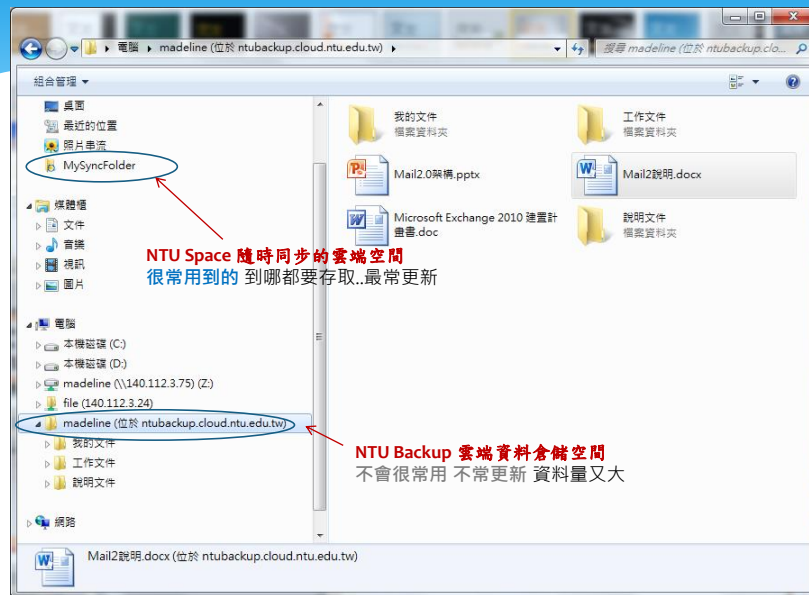 電腦 madeline (位於 ntubackup.cloud.ntu.edu.tw)
搜尋 madeline (位於 ntubackup.clo...
組合管理
桌面
最近的位置
照片串流
MySyncFolder
媒體櫃
文件
音樂
視訊
圖片
電腦
本機磁碟 (C:)
本機磁碟 (D:)
madeline (\\140.112.3.75) (Z:)
file (140.112.3.24)
madeline (位於 ntubackup.cloud.ntu.edu.tw)
我的文件
工作文件
說明文件
網路
我的文件
檔案資料夾
工作文件
檔案資料夾
Mail2.0架構.pptx
Mail2說明.docx
Microsoft Exchange 2010 建置計
畫書.doc
說明文件
檔案資料夾
NTU Space 隨時同步的雲端空間
很常用到的 到哪都要存取..最常更新
NTU Backup 雲端資料倉儲空間
不會很常用 不常更新 資料量又大
Mail2說明.docx (位於 ntubackup.cloud.ntu.edu.tw)